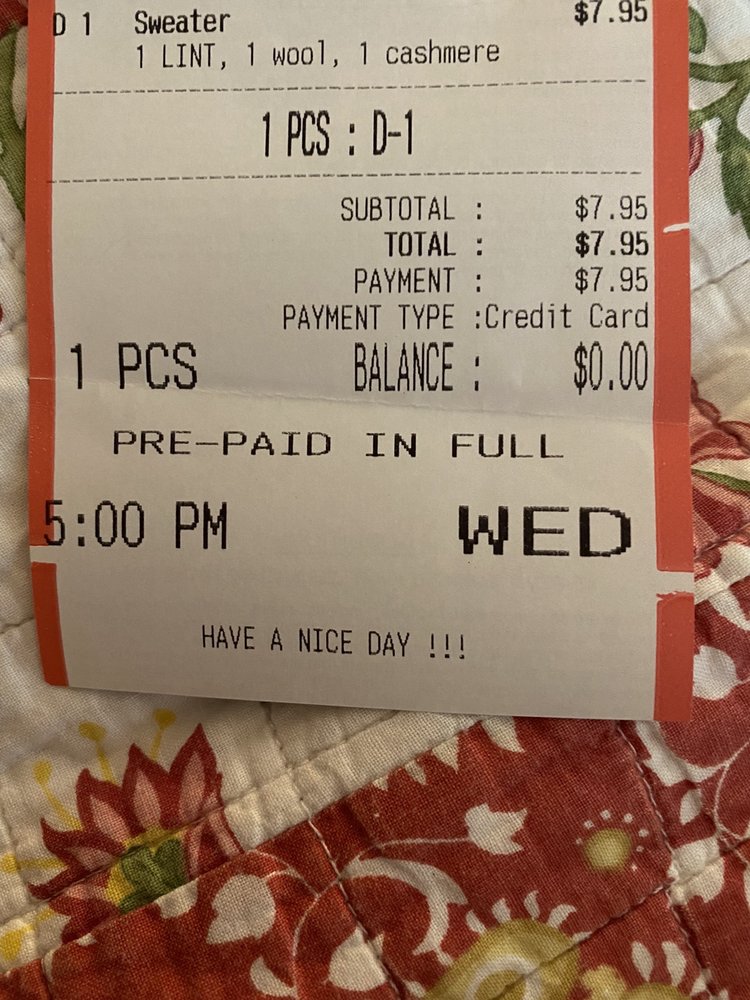 D 1 Sweater $7.95
1 LINT, 1 wool, 1 cashmere
1 PCS : D-1
SUBTOTAL : $7.95
TOTAL : $7.95
PAYMENT : $7.95
PAYMENT TYPE :Credit Card
1 PCS BALANCE : $0.00
PRE-PAID IN FULL
5:00 PM WED
HAVE A NICE DAY !!!